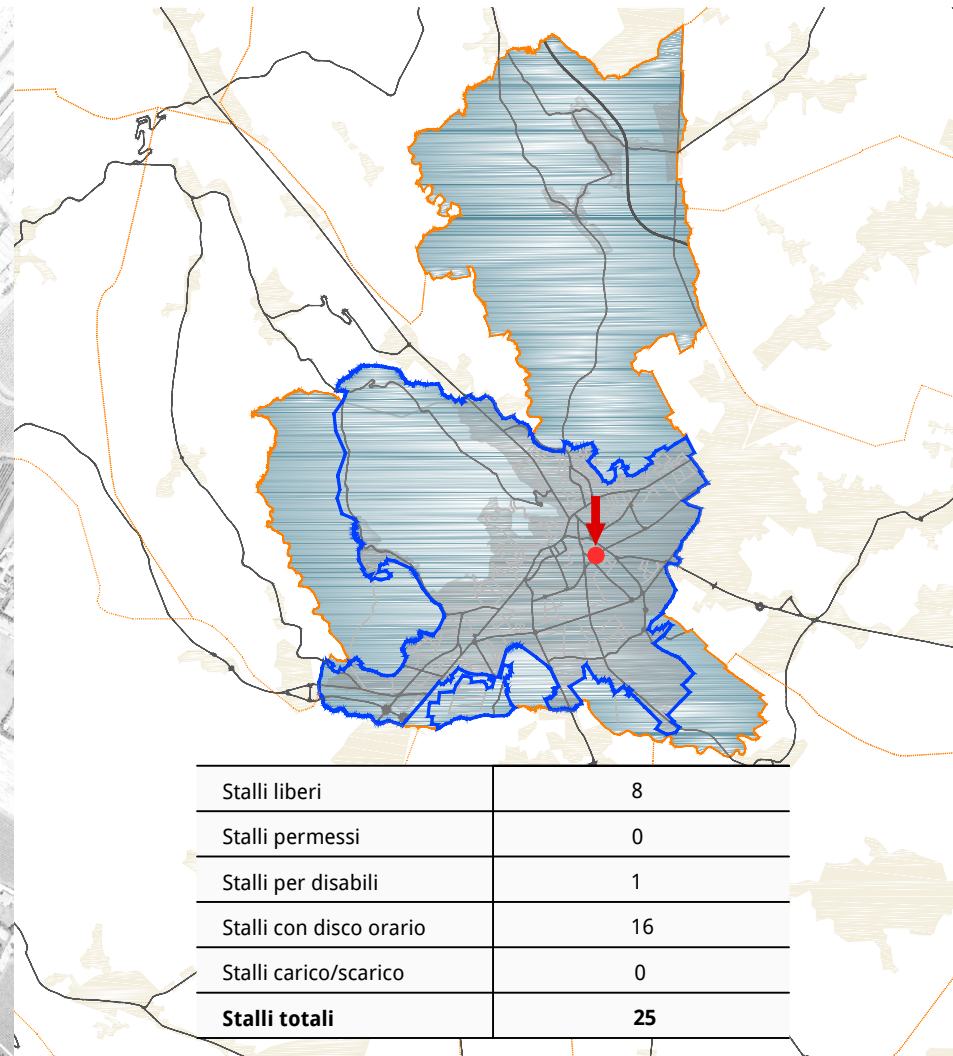 Stalli liberi 8
Stalli permessi 0
Stalli per disabili 1
Stalli con disco orario 16
Stalli carico/scarico 0
Stalli totali 25